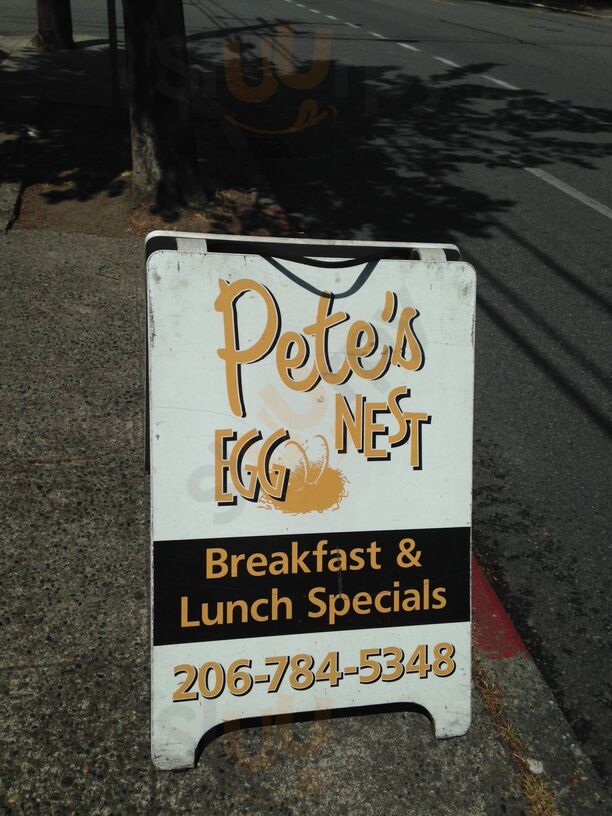 Pete's
EGG NEST
Breakfast &
Lunch Specials
206-784-5348